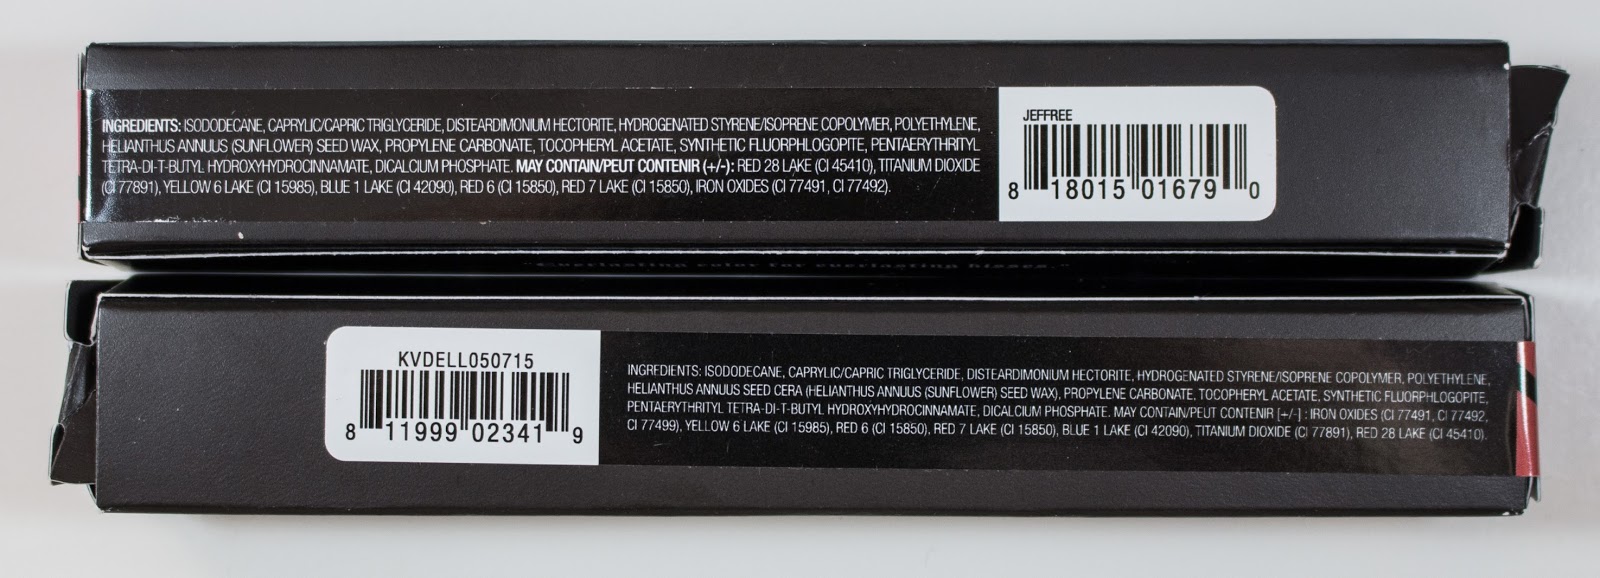 INGREDIENTS: ISODODECANE, CAPRYLIC/CAPRIC TRIGLYCERIDE, DISTEARDIMONIUM HECTORITE, HYDROGENATED STYRENE/ISOPRENE COPOLYMER, POLYETHYLENE,
HELIANTHUS ANNUUS (SUNFLOWER) SEED WAX, PROPYLENE CARBONATE, TOCOPHERYL ACETATE, SYNTHETIC FLUORPHLOGOPITE, PENTAERYTHRITYL
TETRA-DI-T-BUTYL HYDROXYHYDROCINNAMATE, DICALCIUM PHOSPHATE. MAY CONTAIN/PEUT CONTENIR (+/-): RED 28 LAKE (CI 45410), TITANIUM DIOXIDE
(CI 77891), YELLOW 6 LAKE (CI 15985), BLUE 1 LAKE (CI 42090), RED 6 (CI 15850), RED 7 LAKE (CI 15850), IRON OXIDES (CI 77491, CI 77492).
JEFFREE
8 18015 01679 0
"Everlasting color for everlasting kisses."
KVDELL050715
8 11999 02341 9
INGREDIENTS: ISODODECANE, CAPRYLIC/CAPRIC TRIGLYCERIDE, DISTEARDIMONIUM HECTORITE, HYDROGENATED STYRENE/ISOPRENE COPOLYMER, POLYETHYLENE,
HELIANTHUS ANNUUS SEED CERA (HELIANTHUS ANNUUS (SUNFLOWER) SEED WAX), PROPYLENE CARBONATE, TOCOPHERYL ACETATE, SYNTHETIC FLUORPHLOGOPITE,
PENTAERYTHRITYL TETRA-DI-T-BUTYL HYDROXYHYDROCINNAMATE, DICALCIUM PHOSPHATE. MAY CONTAIN/PEUT CONTENIR [+/-] : IRON OXIDES (CI 77491, CI 77492,
CI 77499), YELLOW 6 LAKE (CI 15985), RED 6 (CI 15850), RED 7 LAKE (CI 15850), BLUE 1 LAKE (CI 42090), TITANIUM DIOXIDE (CI 77891), RED 28 LAKE (CI 45410).